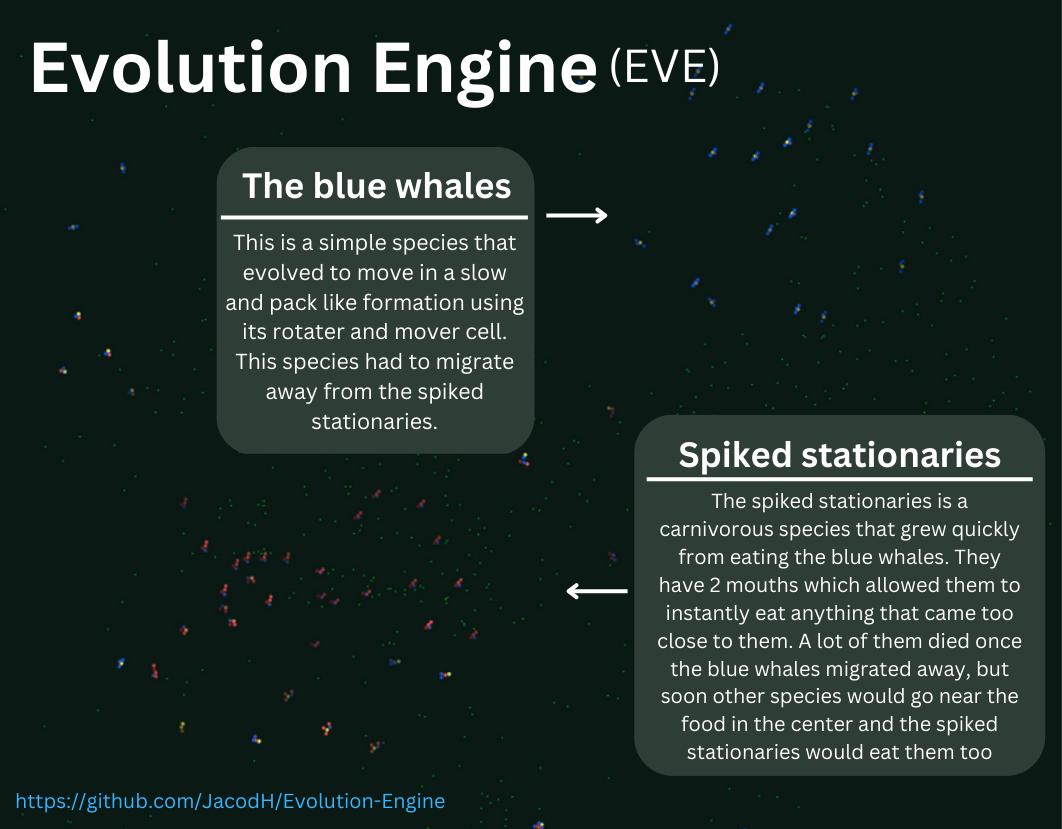 Evolution Engine (EVE)
The blue whales
This is a simple species that
evolved to move in a slow
and pack like formation using
its rotater and mover cell.
This species had to migrate
away from the spiked
stationaries.
Spiked stationaries
The spiked stationaries is a
carnivorous species that grew quickly
from eating the blue whales. They
have 2 mouths which allowed them to
instantly eat anything that came too
close to them. A lot of them died once
the blue whales migrated away, but
soon other species would go near the
food in the center and the spiked
stationaries would eat them too
https://github.com/JacodH/Evolution-Engine